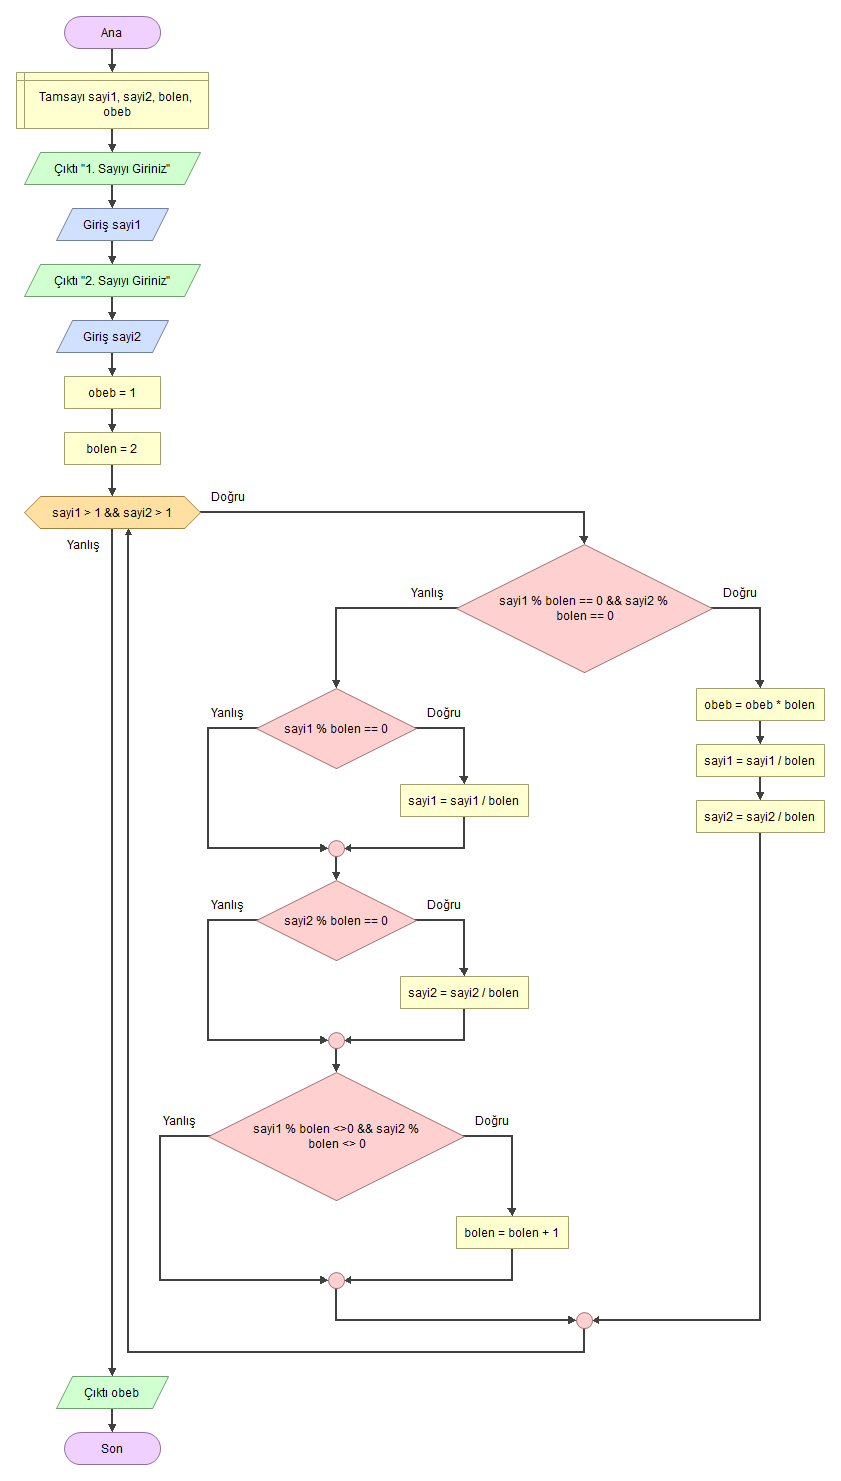 Ana
Tamsayı sayi1, sayi2, bolen,
obeb
Çıktı "1. Sayıyı Giriniz"
Giriş sayi1
Çıktı "2. Sayıyı Giriniz"
Giriş sayi2
obeb = 1
bolen = 2
sayi1 > 1 && sayi2 > 1
Doğru
Yanlış
sayi1 % bolen == 0 && sayi2 %
bolen == 0
Yanlış
Doğru
obeb = obeb * bolen
sayi1 = sayi1 / bolen
sayi2 = sayi2 / bolen
sayi1 % bolen == 0
Yanlış
Doğru
sayi1 = sayi1 / bolen
sayi2 % bolen == 0
Yanlış
Doğru
sayi2 = sayi2 / bolen
sayi1 % bolen <>0 && sayi2 %
bolen <> 0
Yanlış
Doğru
bolen = bolen + 1
Çıktı obeb
Son